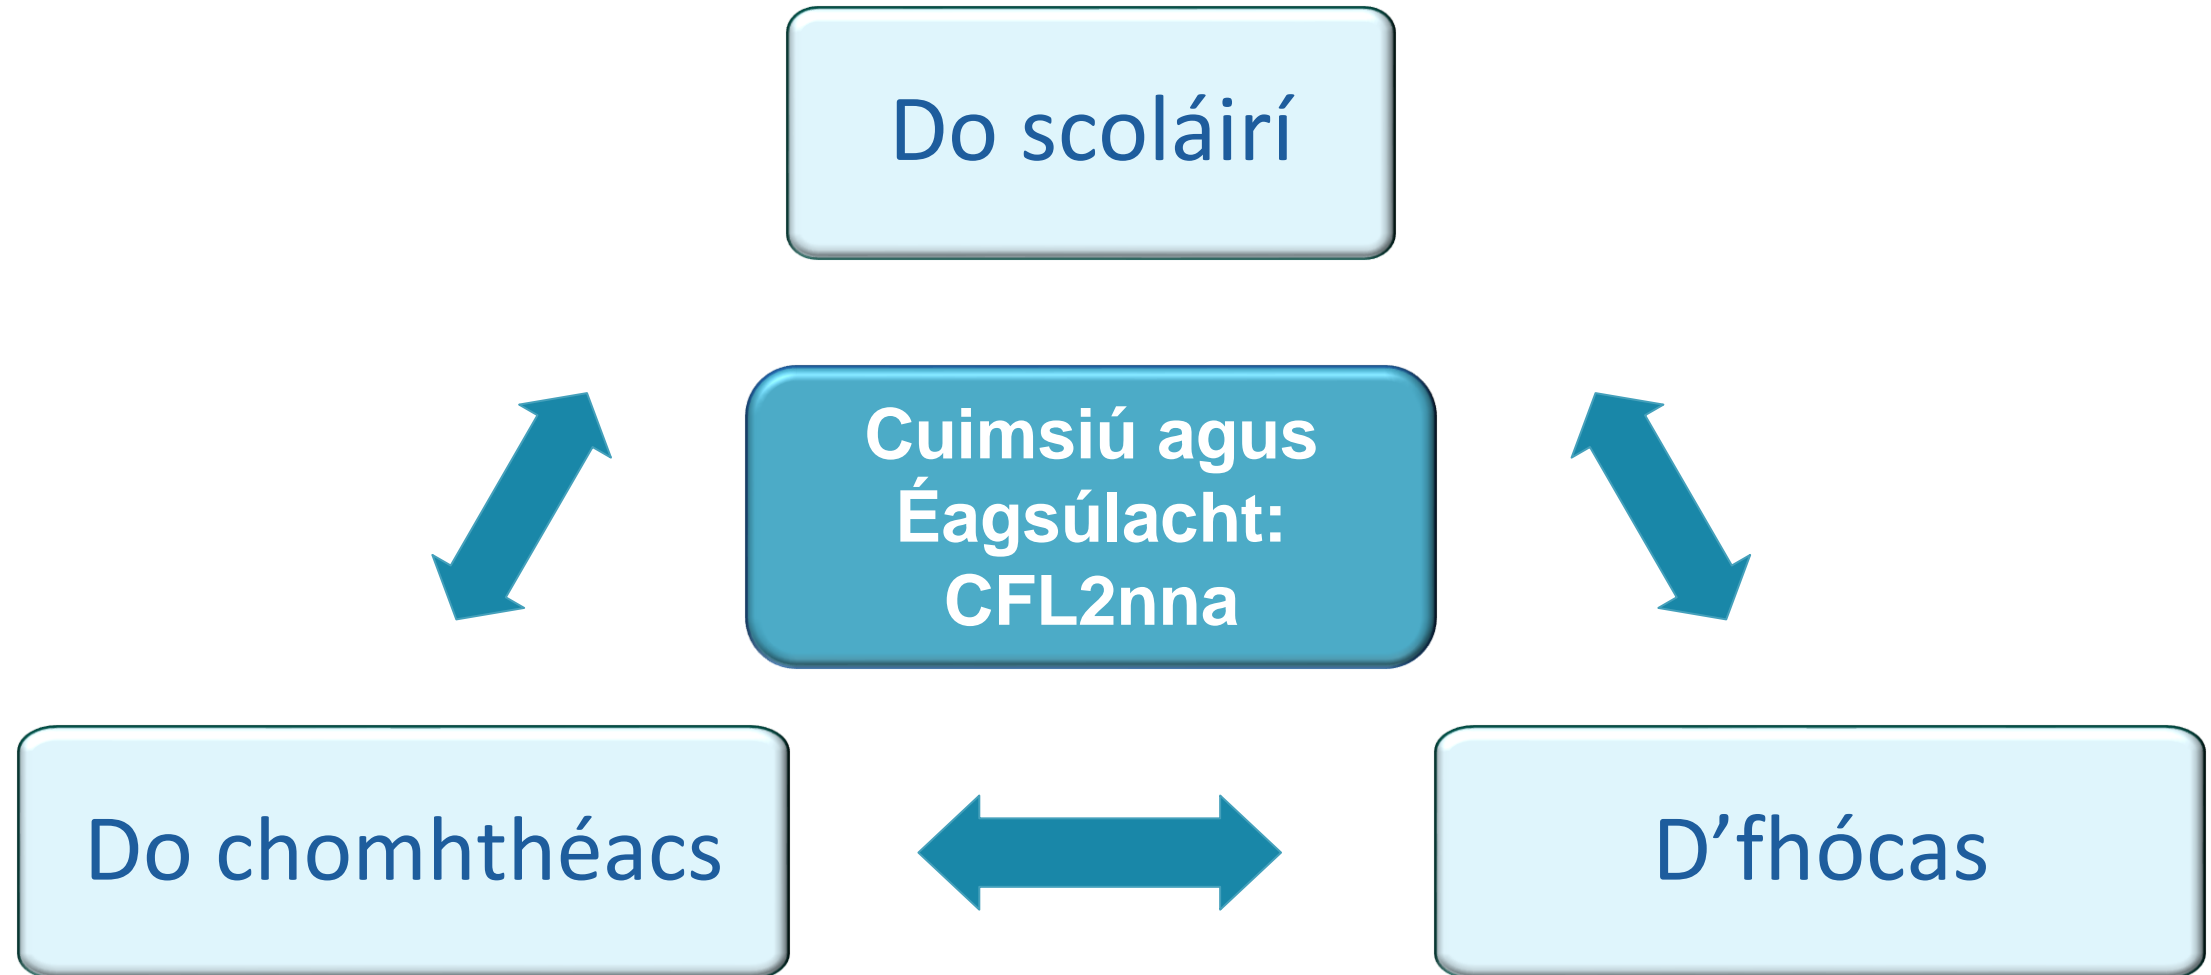 Do scoláirí
Cuimsiú agus
Éagsúlacht:
CFL2nna
Do chomhthéacs
D’fhócas